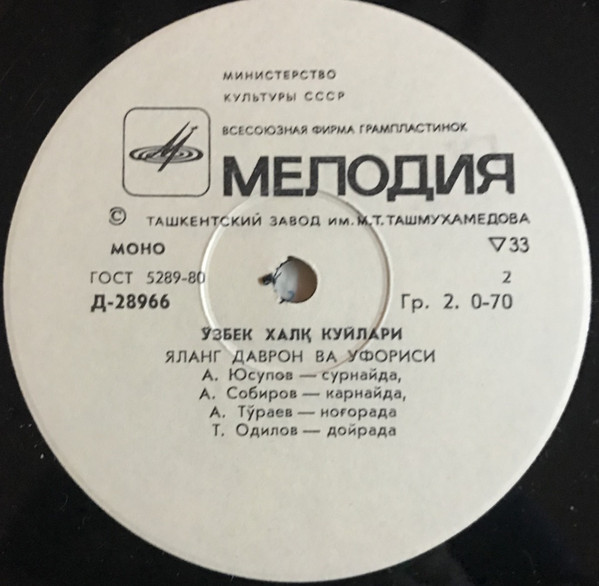 МИНИСТЕРСТВО
КУЛЬТУРЫ СССР
ВСЕСОЮЗНАЯ ФИРМА ГРАМПЛАСТИНОК
МЕЛОДИЯ
© ТАШКЕНТСКИЙ ЗАВОД ИМ. М.Т. ТАШМУХАМЕДОВА
МОНО ▽33
ГОСТ 5289-80 2
Д-28966 Гр. 2. 0-70
ЎЗБЕК ХАЛҚ КУЙЛАРИ
ЯЛАНГ ДАВРОН ВА УФОРИСИ
А. Юсупов — сурнайда,
А. Собиров — карнайда,
А. Тўраев — ноғорада
Т. Одилов — дойрада